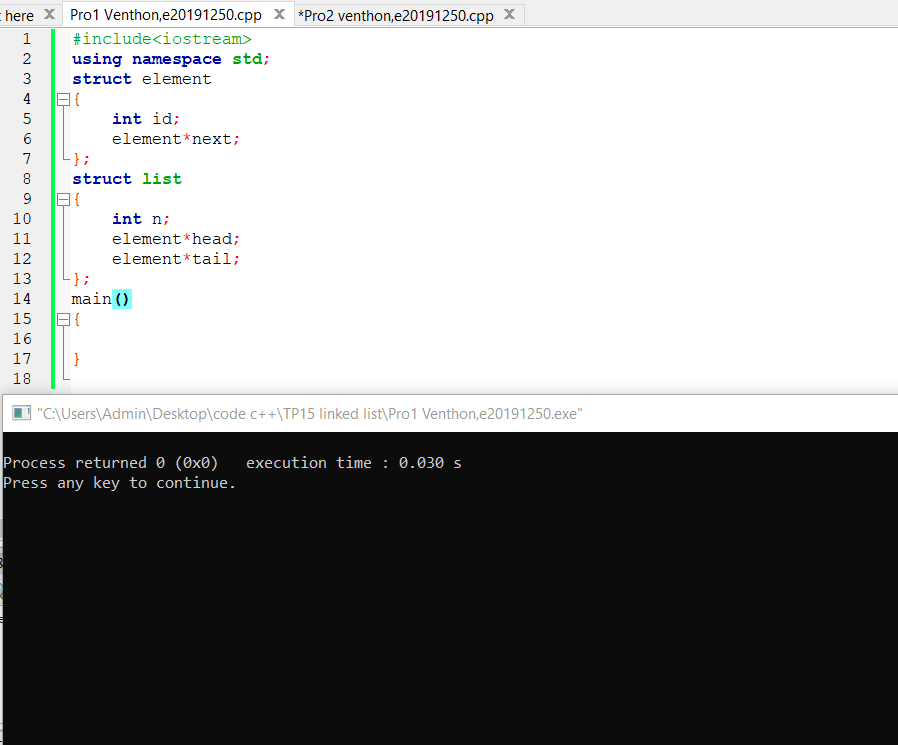 here Pro1 Venthon,e20191250.cpp *Pro2 venthon,e20191250.cpp
1 #include<iostream>
2 using namespace std;
3 struct element
4 {
5 int id;
6 element*next;
7 };
8 struct list
9 {
10 int n;
11 element*head;
12 element*tail;
13 };
14 main()
15 {
16
17 }
18
"C:\Users\Admin\Desktop\code c++\TP15 linked list\Pro1 Venthon,e20191250.exe"
Process returned 0 (0x0) execution time : 0.030 s
Press any key to continue.